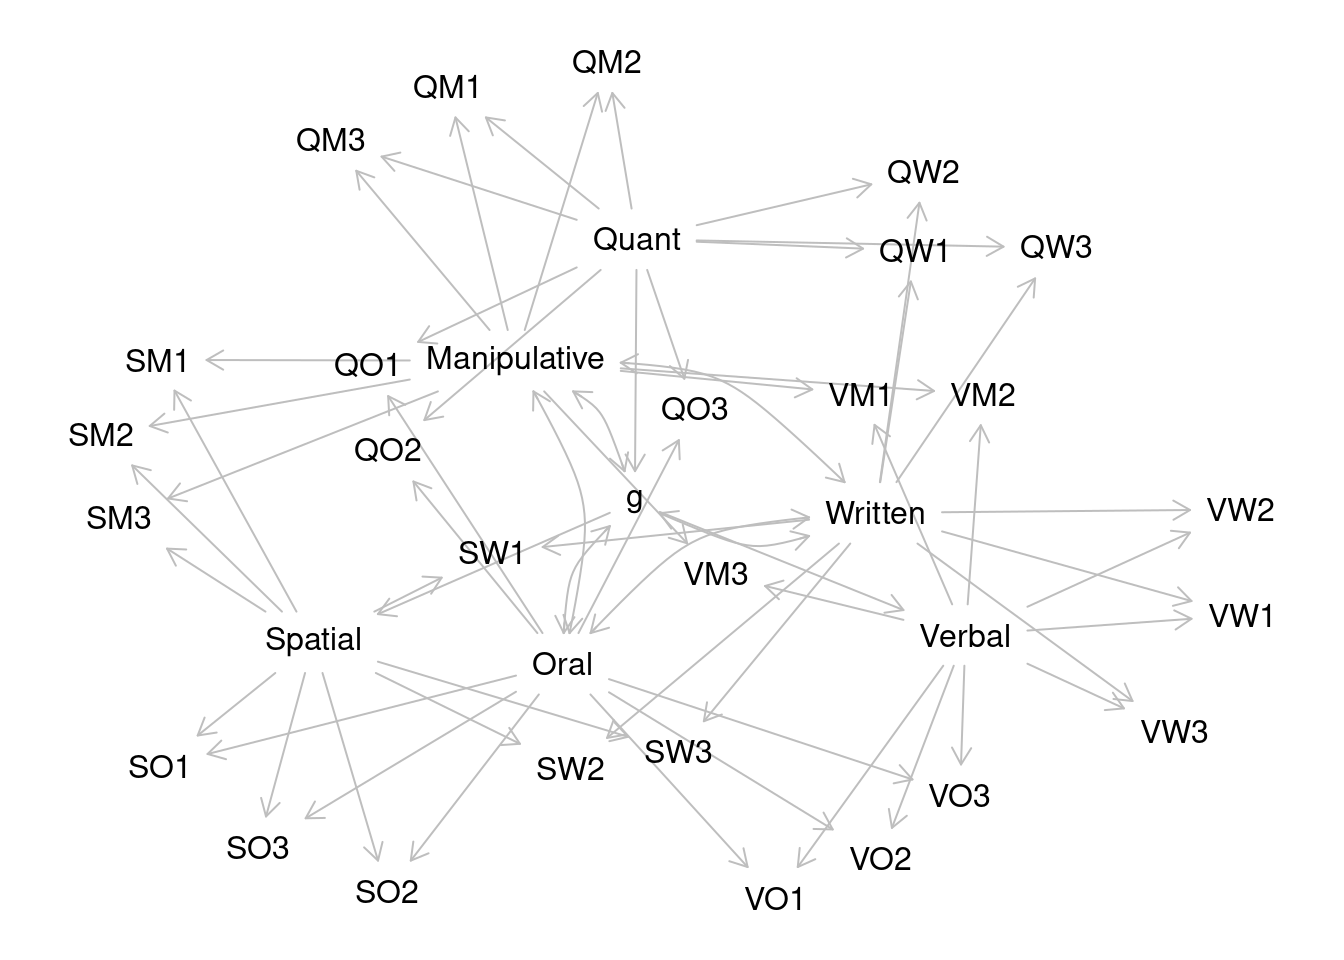 QM2
QM1
QM3
QW2
Quant
QW1
QW3
SM1
QO1
Manipulative
VM1
VM2
QO3
SM2
QO2
g
SM3
Written
VW2
SW1
VM3
VW1
Spatial
Verbal
Oral
VW3
SW3
SO1
SW2
VO3
SO3
VO2
SO2
VO1